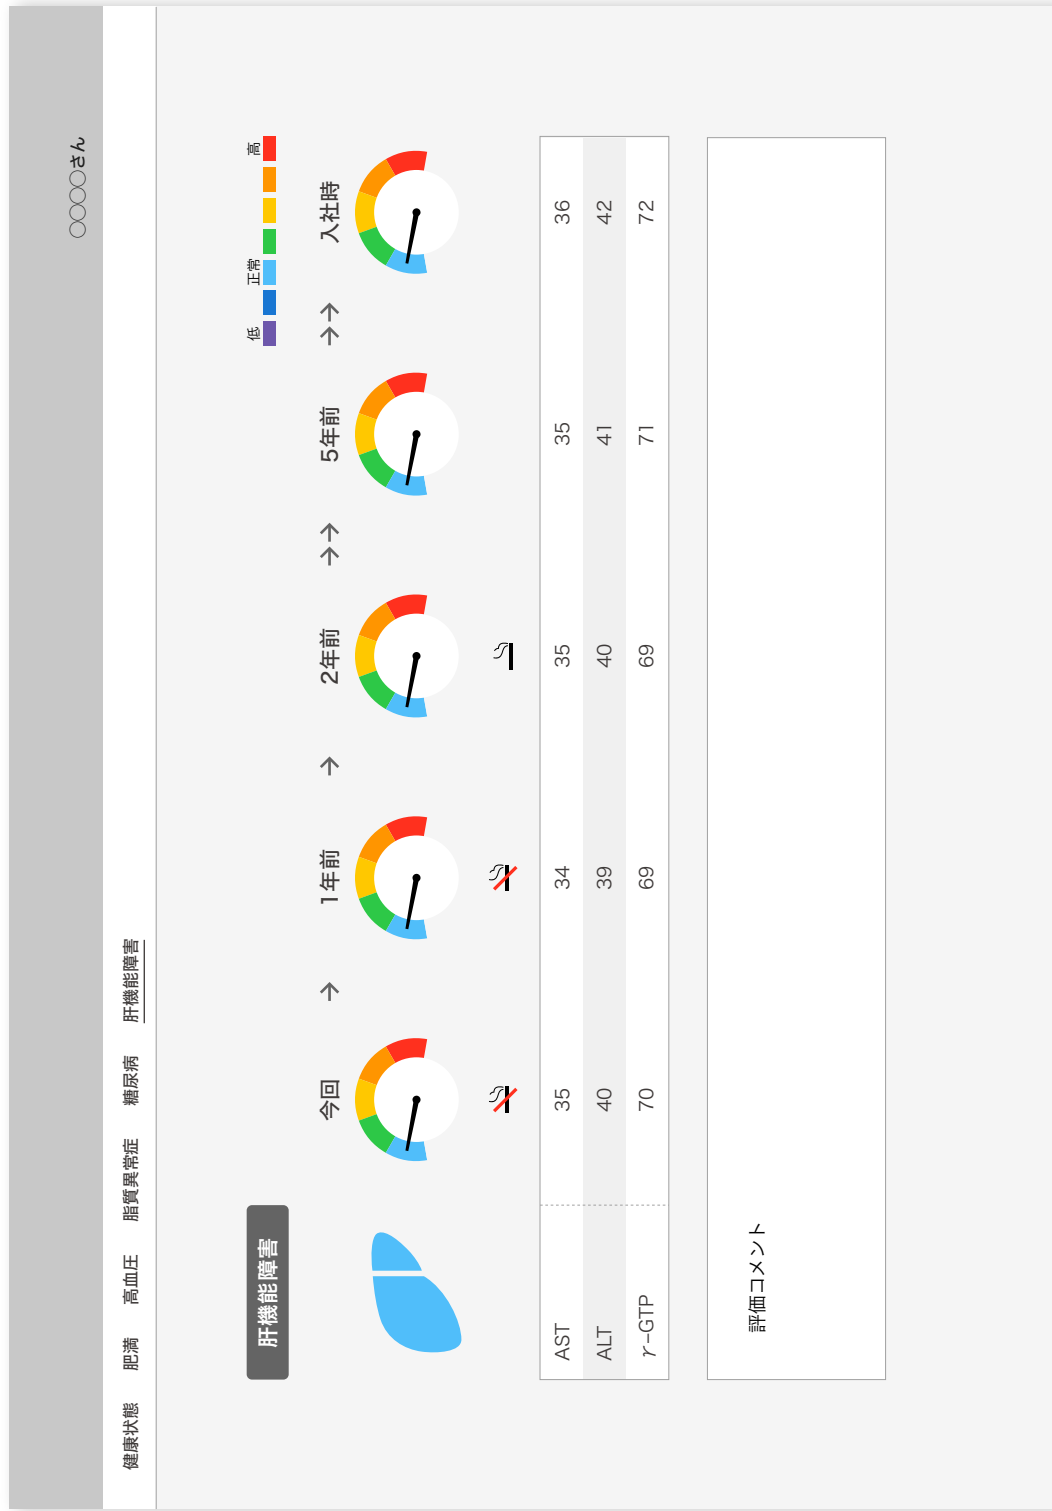 ○○○○さん
健康状態 肥満 高血圧 脂質異常症 糖尿病 肝機能障害
肝機能障害
低 正常 高
今回 → 1年前 → 2年前 →→ 5年前 →→ 入社時
AST 35 34 35 35 36
ALT 40 39 40 41 42
γ-GTP 70 69 69 71 72
評価コメント